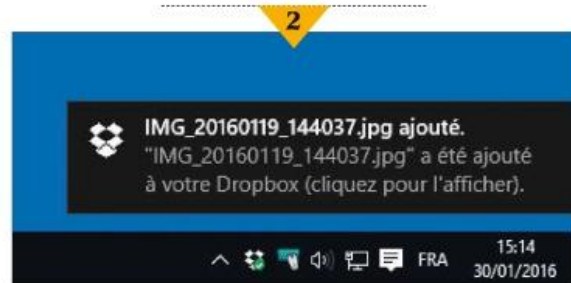 2
IMG_20160119_144037.jpg ajouté.
"IMG_20160119_144037.jpg" a été ajouté
à votre Dropbox (cliquez pour l'afficher).
FRA
15:14
30/01/2016